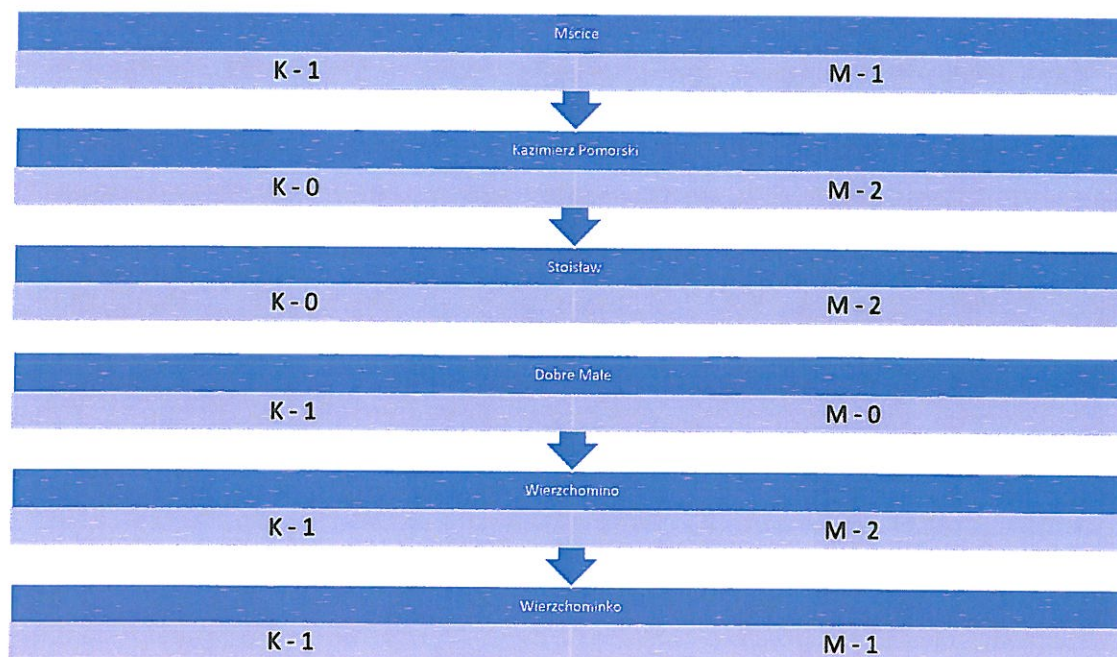 Mścice
K - 1 M - 1
Kazimierz Pomorski
K - 0 M - 2
Stoisław
K - 0 M - 2
Dobre Małe
K - 1 M - 0
Wierzchomino
K - 1 M - 2
Wierzchominko
K - 1 M - 1